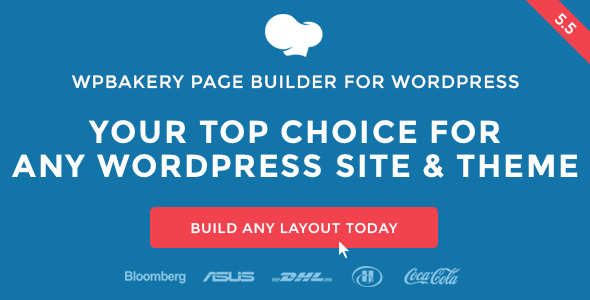 5.5
WPBAKERY PAGE BUILDER FOR WORDPRESS
YOUR TOP CHOICE FOR
ANY WORDPRESS SITE & THEME
BUILD ANY LAYOUT TODAY
Bloomberg ASUS DHL H Coca-Cola